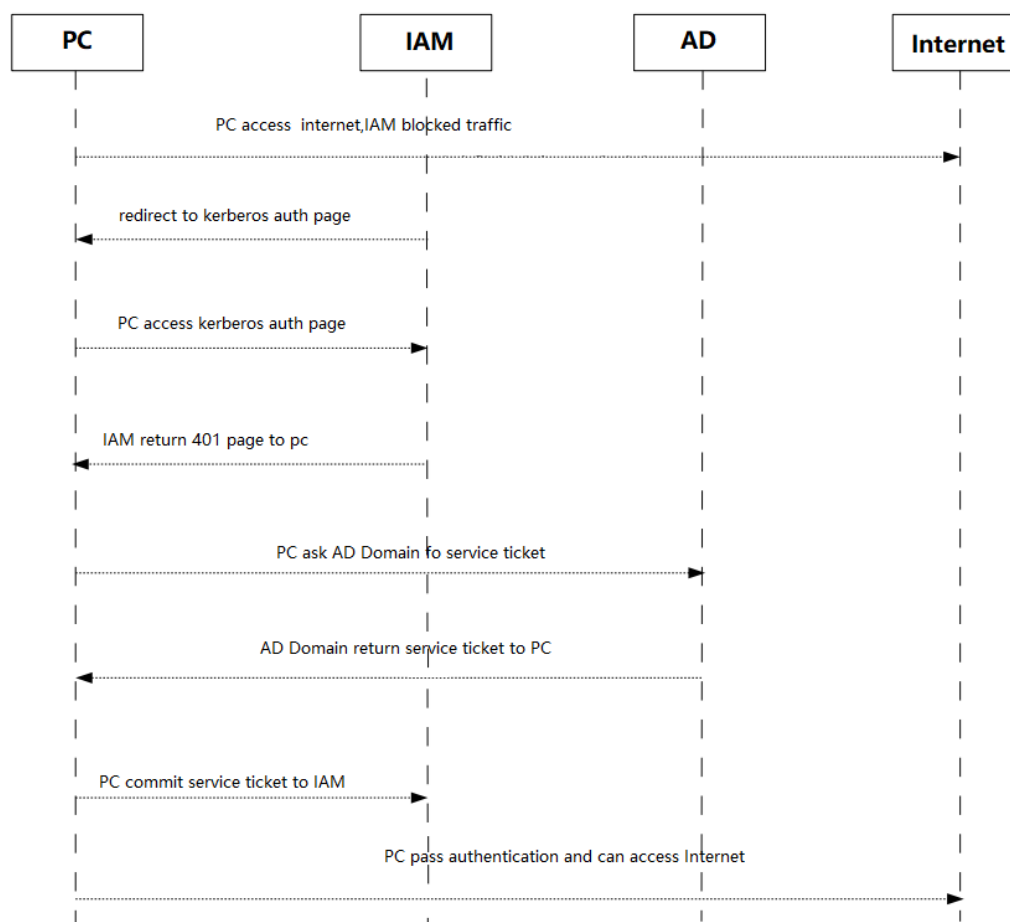 PC
IAM
AD
Internet
PC access  internet,IAM blocked traffic
redirect to kerberos auth page
PC access kerberos auth page
IAM return 401 page to pc
PC ask AD Domain fo service ticket
AD Domain return service ticket to PC
PC commit service ticket to IAM
PC pass authentication and can access Internet